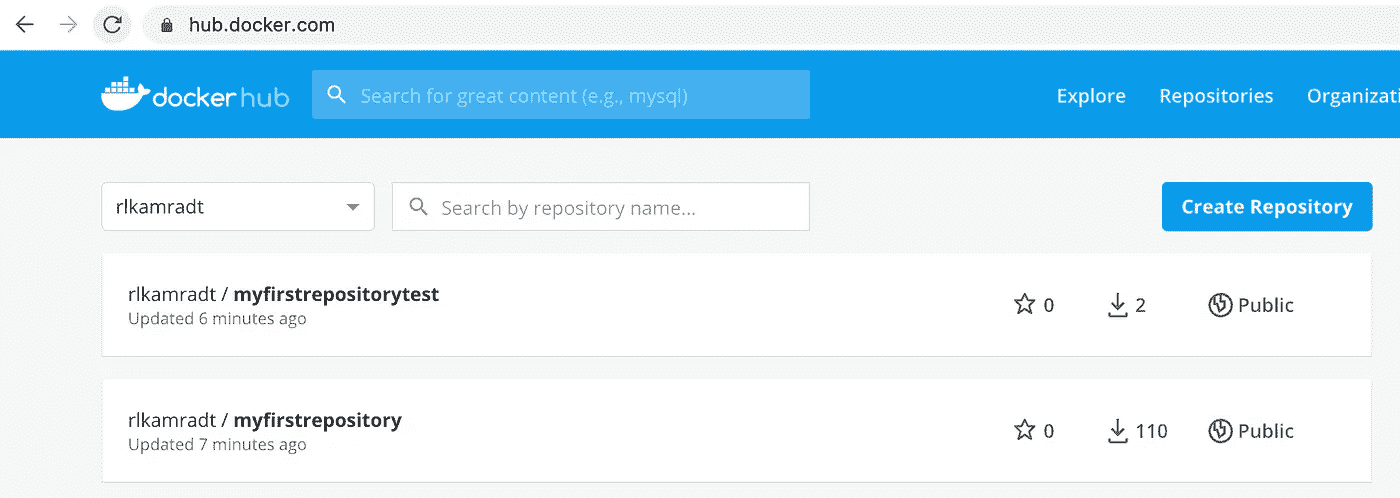 hub.docker.com
docker hub
Search for great content (e.g., mysql)
Explore Repositories Organizati
rlkamradt
Search by repository name...
Create Repository
rlkamradt / myfirstrepositorytest
Updated 6 minutes ago
0 2 Public
rlkamradt / myfirstrepository
Updated 7 minutes ago
0 110 Public